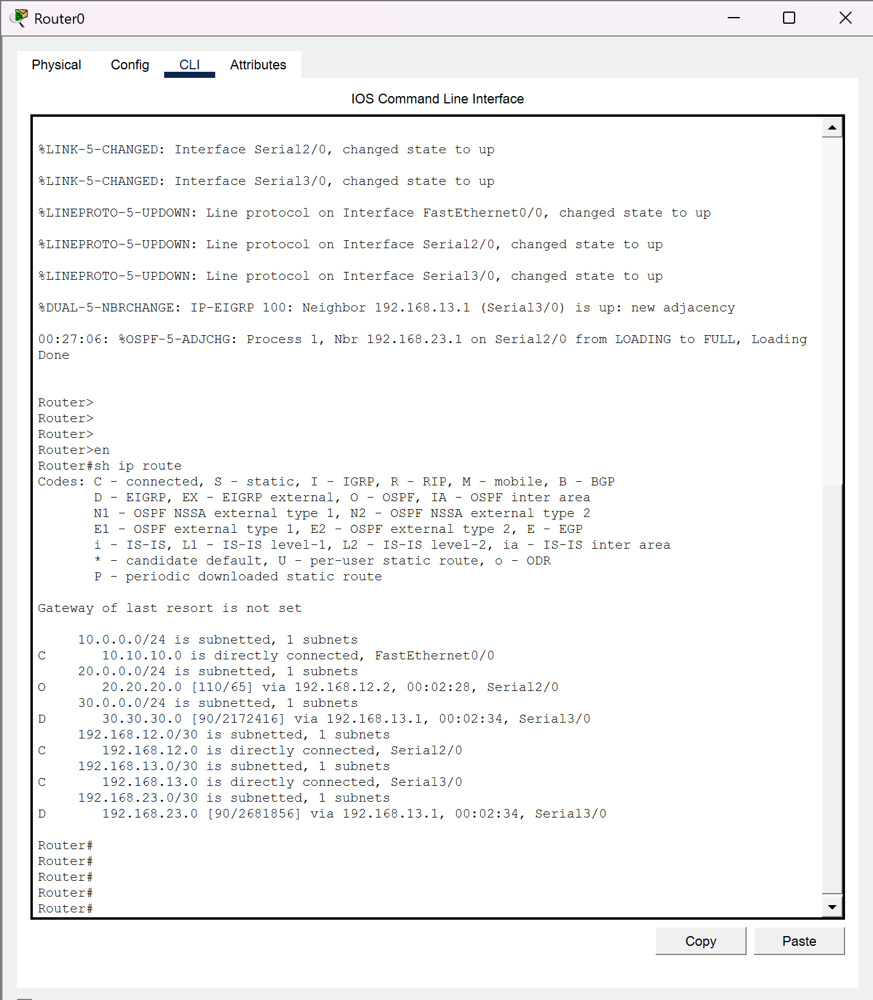 Router0
Physical Config CLI Attributes
IOS Command Line Interface
%LINK-5-CHANGED: Interface Serial2/0, changed state to up
%LINK-5-CHANGED: Interface Serial3/0, changed state to up
%LINEPROTO-5-UPDOWN: Line protocol on Interface FastEthernet0/0, changed state to up
%LINEPROTO-5-UPDOWN: Line protocol on Interface Serial2/0, changed state to up
%LINEPROTO-5-UPDOWN: Line protocol on Interface Serial3/0, changed state to up
%DUAL-5-NBRCHANGE: IP-EIGRP 100: Neighbor 192.168.13.1 (Serial3/0) is up: new adjacency
00:27:06: %OSPF-5-ADJCHG: Process 1, Nbr 192.168.23.1 on Serial2/0 from LOADING to FULL, Loading
Done
Router>
Router>
Router>
Router>en
Router#sh ip route
Codes: C - connected, S - static, I - IGRP, R - RIP, M - mobile, B - BGP
       D - EIGRP, EX - EIGRP external, O - OSPF, IA - OSPF inter area
       N1 - OSPF NSSA external type 1, N2 - OSPF NSSA external type 2
       E1 - OSPF external type 1, E2 - OSPF external type 2, E - EGP
       i - IS-IS, L1 - IS-IS level-1, L2 - IS-IS level-2, ia - IS-IS inter area
       * - candidate default, U - per-user static route, o - ODR
       P - periodic downloaded static route
Gateway of last resort is not set
     10.0.0.0/24 is subnetted, 1 subnets
C       10.10.10.0 is directly connected, FastEthernet0/0
     20.0.0.0/24 is subnetted, 1 subnets
O       20.20.20.0 [110/65] via 192.168.12.2, 00:02:28, Serial2/0
     30.0.0.0/24 is subnetted, 1 subnets
D       30.30.30.0 [90/2172416] via 192.168.13.1, 00:02:34, Serial3/0
     192.168.12.0/30 is subnetted, 1 subnets
C       192.168.12.0 is directly connected, Serial2/0
     192.168.13.0/30 is subnetted, 1 subnets
C       192.168.13.0 is directly connected, Serial3/0
     192.168.23.0/30 is subnetted, 1 subnets
D       192.168.23.0 [90/2681856] via 192.168.13.1, 00:02:34, Serial3/0
Router#
Router#
Router#
Router#
Router#
Copy Paste